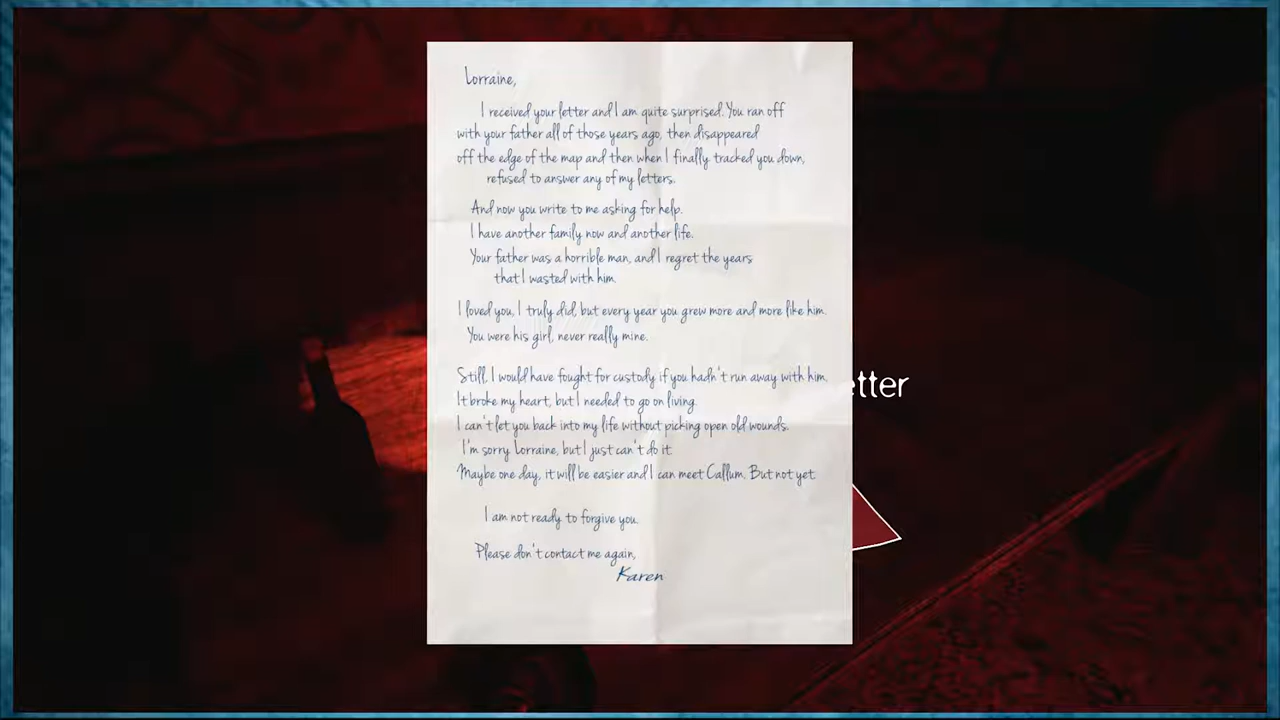 Lorraine,
I received your letter and I am quite surprised. You ran off
with your father all of those years ago, then disappeared
off the edge of the map and then when I finally tracked you down,
refused to answer any of my letters.
And now you write to me asking for help.
I have another family now and another life.
Your father was a horrible man, and I regret the years
that I wasted with him.
I loved you, I truly did, but every year you grew more and more like him.
You were his girl, never really mine.
Still, I would have fought for custody if you hadn't run away with him.
It broke my heart, but I needed to go on living.
I can't let you back into my life without picking open old wounds.
I'm sorry Lorraine, but I just can't do it.
Maybe one day, it will be easier and I can meet Callum. But not yet.
I am not ready to forgive you.
Please don't contact me again,
Karen
etter